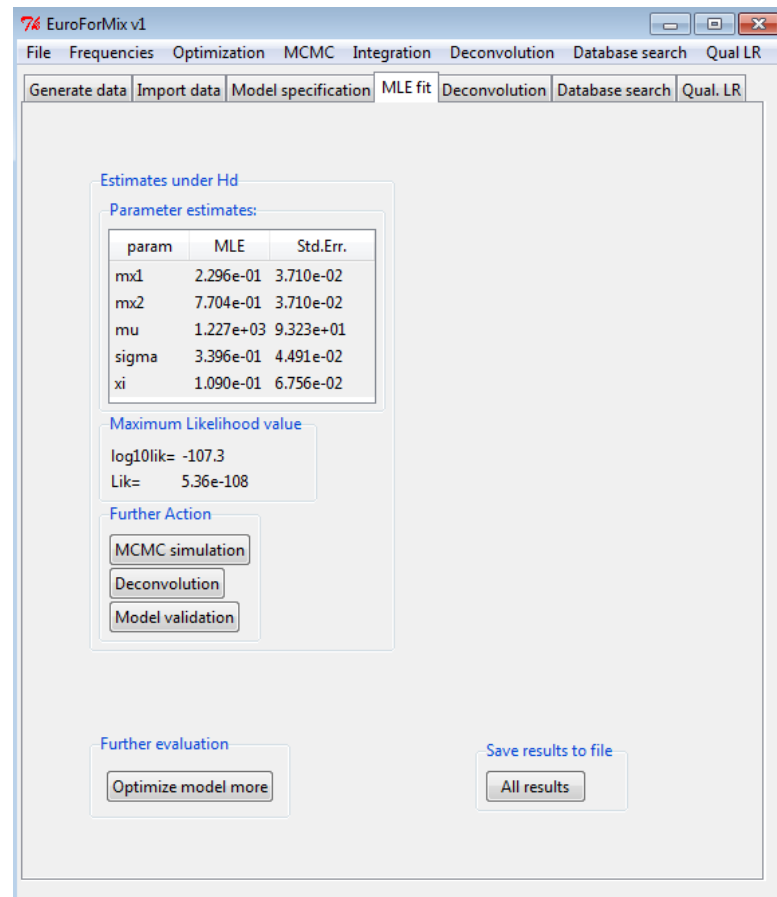 EuroForMix v1
File Frequencies Optimization MCMC Integration Deconvolution Database search Qual LR
Generate data Import data Model specification MLE fit Deconvolution Database search Qual. LR
Estimates under Hd
Parameter estimates:
param MLE Std.Err.
mx1 2.296e-01 3.710e-02
mx2 7.704e-01 3.710e-02
mu 1.227e+03 9.323e+01
sigma 3.396e-01 4.491e-02
xi 1.090e-01 6.756e-02
Maximum Likelihood value
log10lik= -107.3
Lik= 5.36e-108
Further Action
MCMC simulation
Deconvolution
Model validation
Further evaluation
Optimize model more
Save results to file
All results